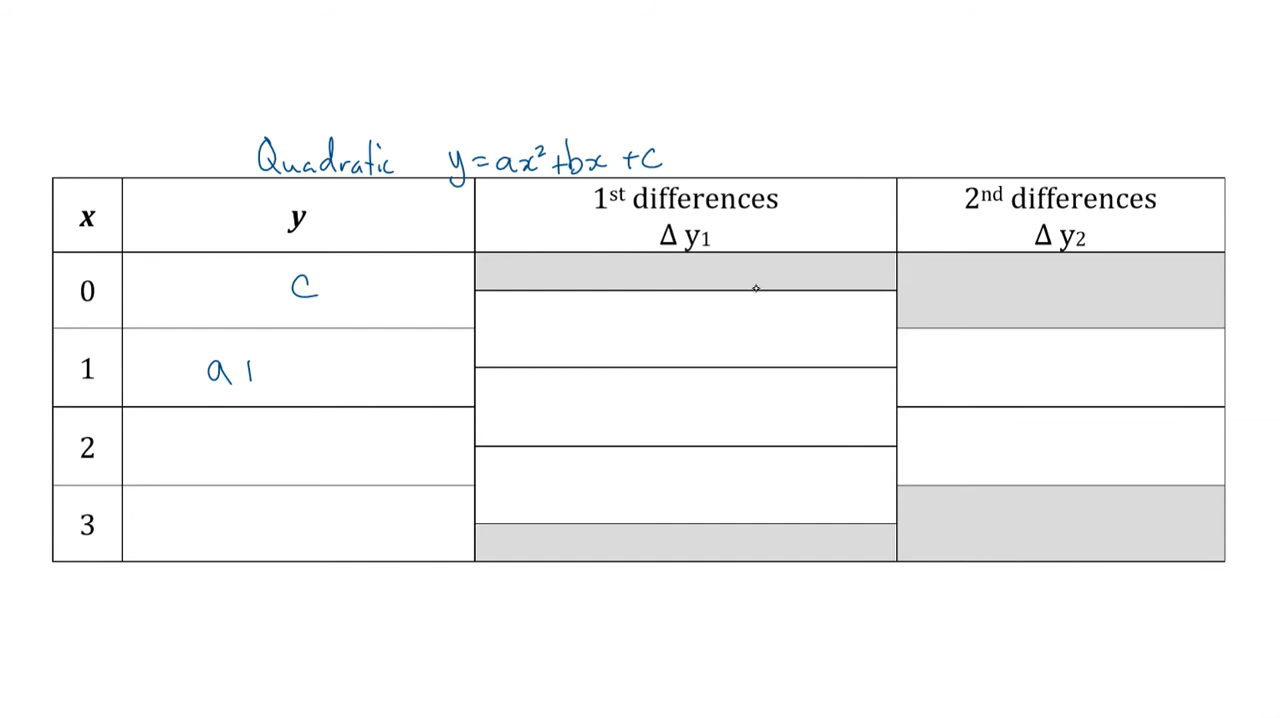 Quadratic y = ax² + bx + c
x y 1st differences Δ y1 2nd differences Δ y2
0 c
1 a
2
3